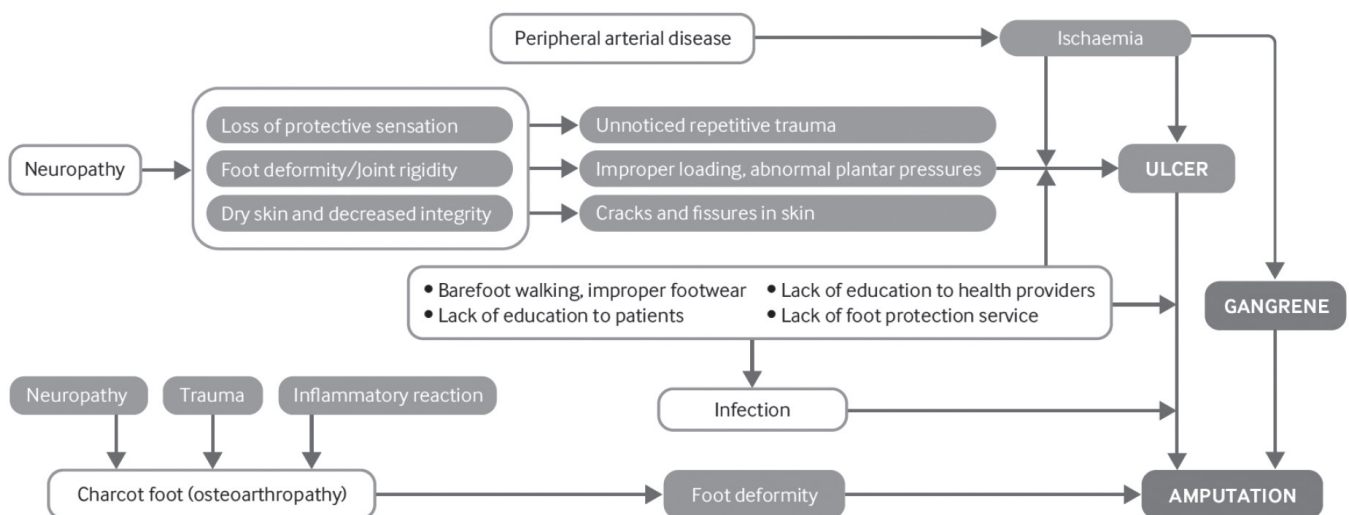 Peripheral arterial disease
Ischaemia
Neuropathy
Loss of protective sensation
Unnoticed repetitive trauma
Foot deformity/Joint rigidity
Improper loading, abnormal plantar pressures
ULCER
Dry skin and decreased integrity
Cracks and fissures in skin
• Barefoot walking, improper footwear
• Lack of education to patients
• Lack of education to health providers
• Lack of foot protection service
GANGRENE
Neuropathy
Trauma
Inflammatory reaction
Infection
Charcot foot (osteoarthropathy)
Foot deformity
AMPUTATION